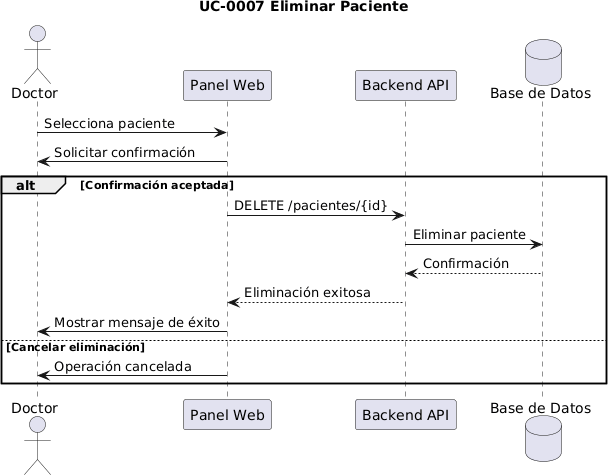 UC-0007 Eliminar Paciente
Doctor
Panel Web
Backend API
Base de Datos
Selecciona paciente
Solicitar confirmación
alt
[Confirmación aceptada]
DELETE /pacientes/{id}
Eliminar paciente
Confirmación
Eliminación exitosa
Mostrar mensaje de éxito
[Cancelar eliminación]
Operación cancelada
Doctor
Panel Web
Backend API
Base de Datos